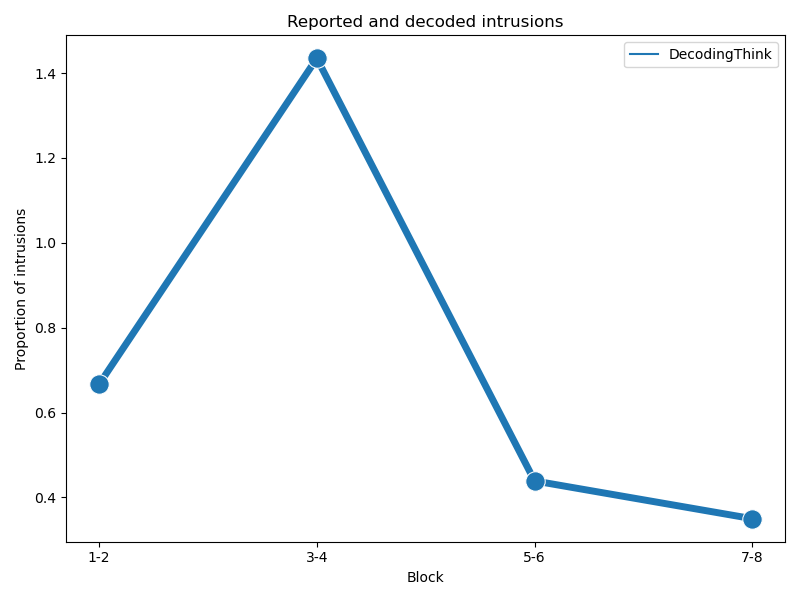 Reported and decoded intrusions
DecodingThink
Proportion of intrusions
1.4
1.2
1.0
0.8
0.6
0.4
1-2
3-4
5-6
7-8
Block